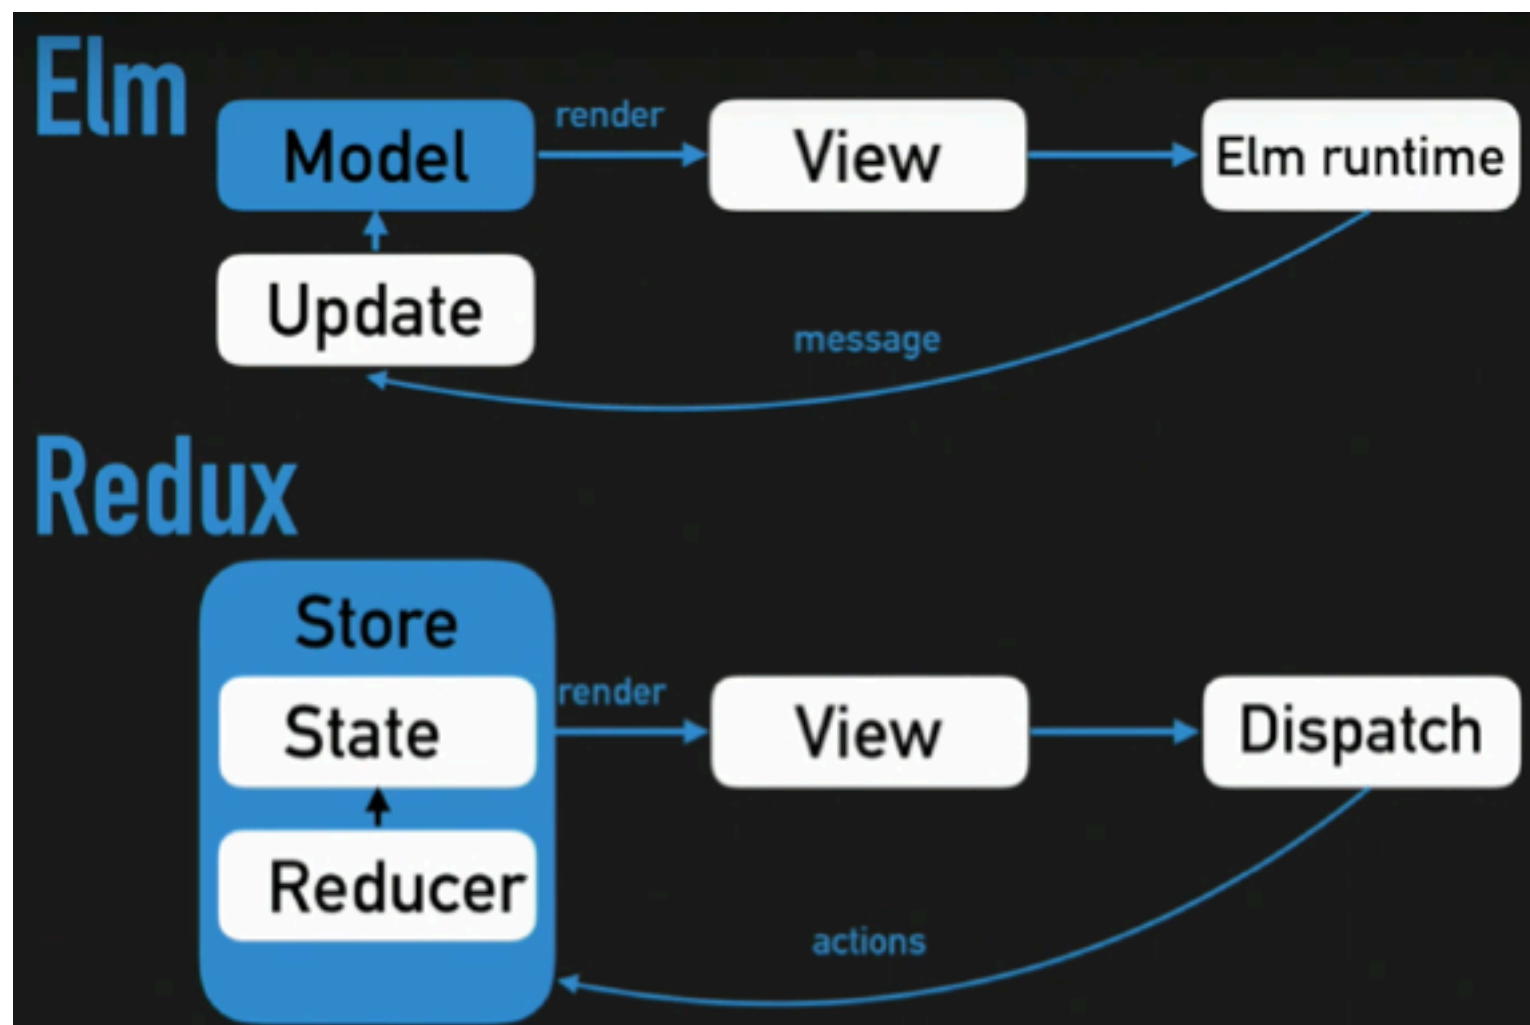 Elm
Model
render
View
Elm runtime
Update
message
Redux
Store
State
render
View
Dispatch
Reducer
actions